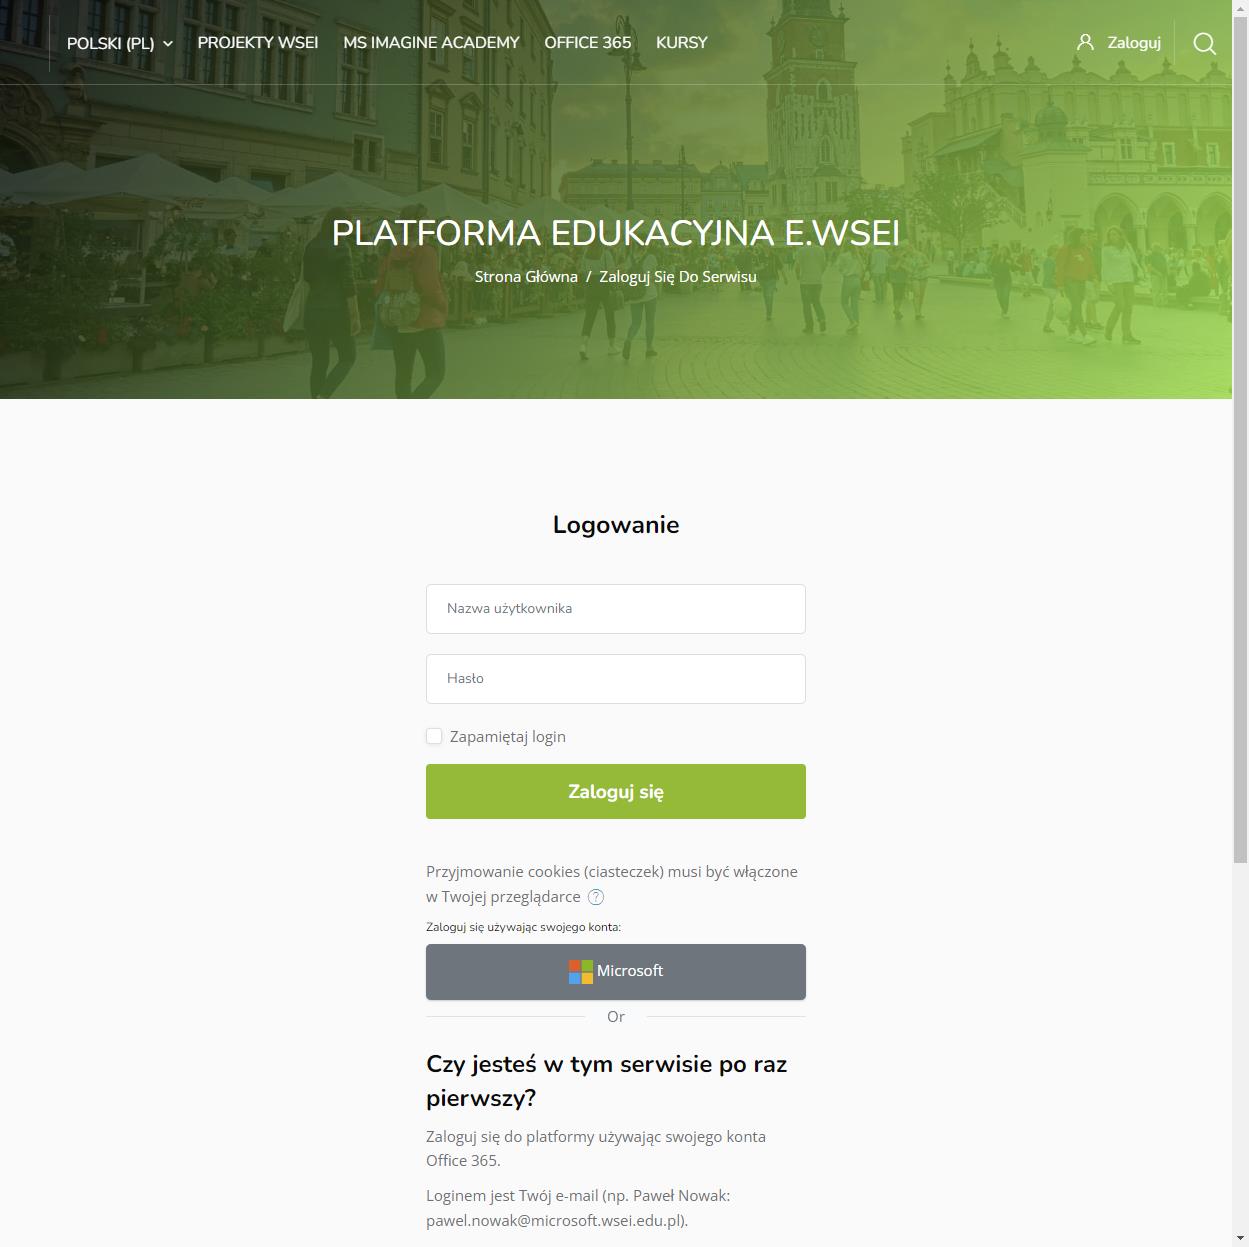 POLSKI (PL)
PROJEKTY WSEI
MS IMAGINE ACADEMY
OFFICE 365
KURSY
Zaloguj
PLATFORMA EDUKACYJNA E.WSEI
Strona Główna / Zaloguj Się Do Serwisu
Logowanie
Nazwa użytkownika
Hasło
Zapamiętaj login
Zaloguj się
Przyjmowanie cookies (ciasteczek) musi być włączone
w Twojej przeglądarce ?
Zaloguj się używając swojego konta:
Microsoft
Or
Czy jesteś w tym serwisie po raz
pierwszy?
Zaloguj się do platformy używając swojego konta
Office 365.
Loginem jest Twój e-mail (np. Paweł Nowak:
pawel.nowak@microsoft.wsei.edu.pl).